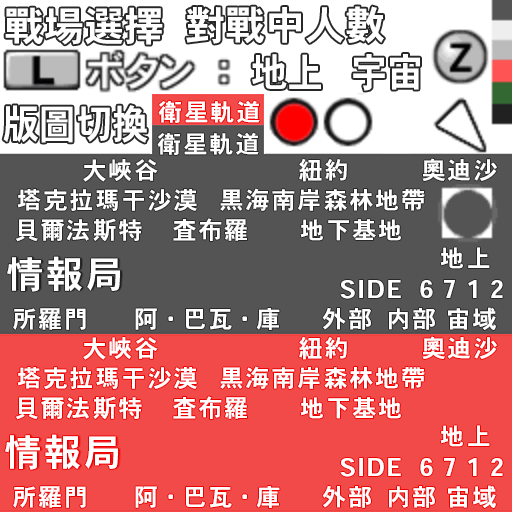 戰場選擇 對戰中人數
L ボタン : 地上 宇宙 Z
版圖切換 衛星軌道
衛星軌道
大峽谷 紐約 奧迪沙
塔克拉瑪干沙漠 黑海南岸森林地帶
貝爾法斯特 查布羅 地下基地
地上
情報局
SIDE 6 7 1 2
所羅門 阿・巴瓦・庫 外部 內部 宙域
大峽谷 紐約 奧迪沙
塔克拉瑪干沙漠 黑海南岸森林地帶
貝爾法斯特 查布羅 地下基地
地上
情報局
SIDE 6 7 1 2
所羅門 阿・巴瓦・庫 外部 內部 宙域